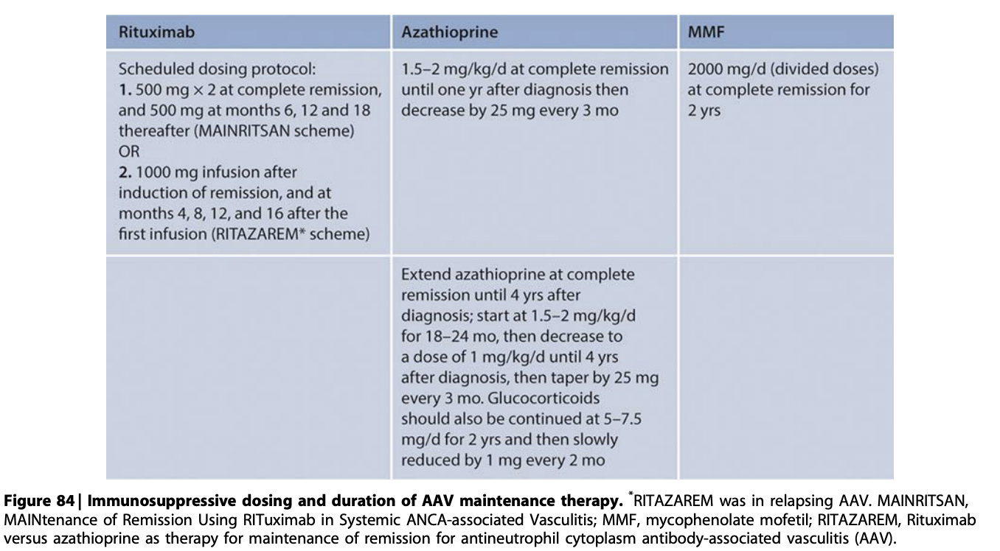 Rituximab
Azathioprine
MMF
Scheduled dosing protocol:
1. 500 mg × 2 at complete remission,
and 500 mg at months 6, 12 and 18
thereafter (MAINRITSAN scheme)
OR
2. 1000 mg infusion after
induction of remission, and at
months 4, 8, 12, and 16 after the
first infusion (RITAZAREM* scheme)
1.5–2 mg/kg/d at complete remission
until one yr after diagnosis then
decrease by 25 mg every 3 mo
2000 mg/d (divided doses)
at complete remission for
2 yrs
Extend azathioprine at complete
remission until 4 yrs after
diagnosis; start at 1.5–2 mg/kg/d
for 18–24 mo, then decrease to
a dose of 1 mg/kg/d until 4 yrs
after diagnosis, then taper by 25 mg
every 3 mo. Glucocorticoids
should also be continued at 5–7.5
mg/d for 2 yrs and then slowly
reduced by 1 mg every 2 mo
Figure 84 | Immunosuppressive dosing and duration of AAV maintenance therapy. *RITAZAREM was in relapsing AAV. MAINRITSAN,
MAINtenance of Remission Using RITuximab in Systemic ANCA-associated Vasculitis; MMF, mycophenolate mofetil; RITAZAREM, Rituximab
versus azathioprine as therapy for maintenance of remission for antineutrophil cytoplasm antibody-associated vasculitis (AAV).